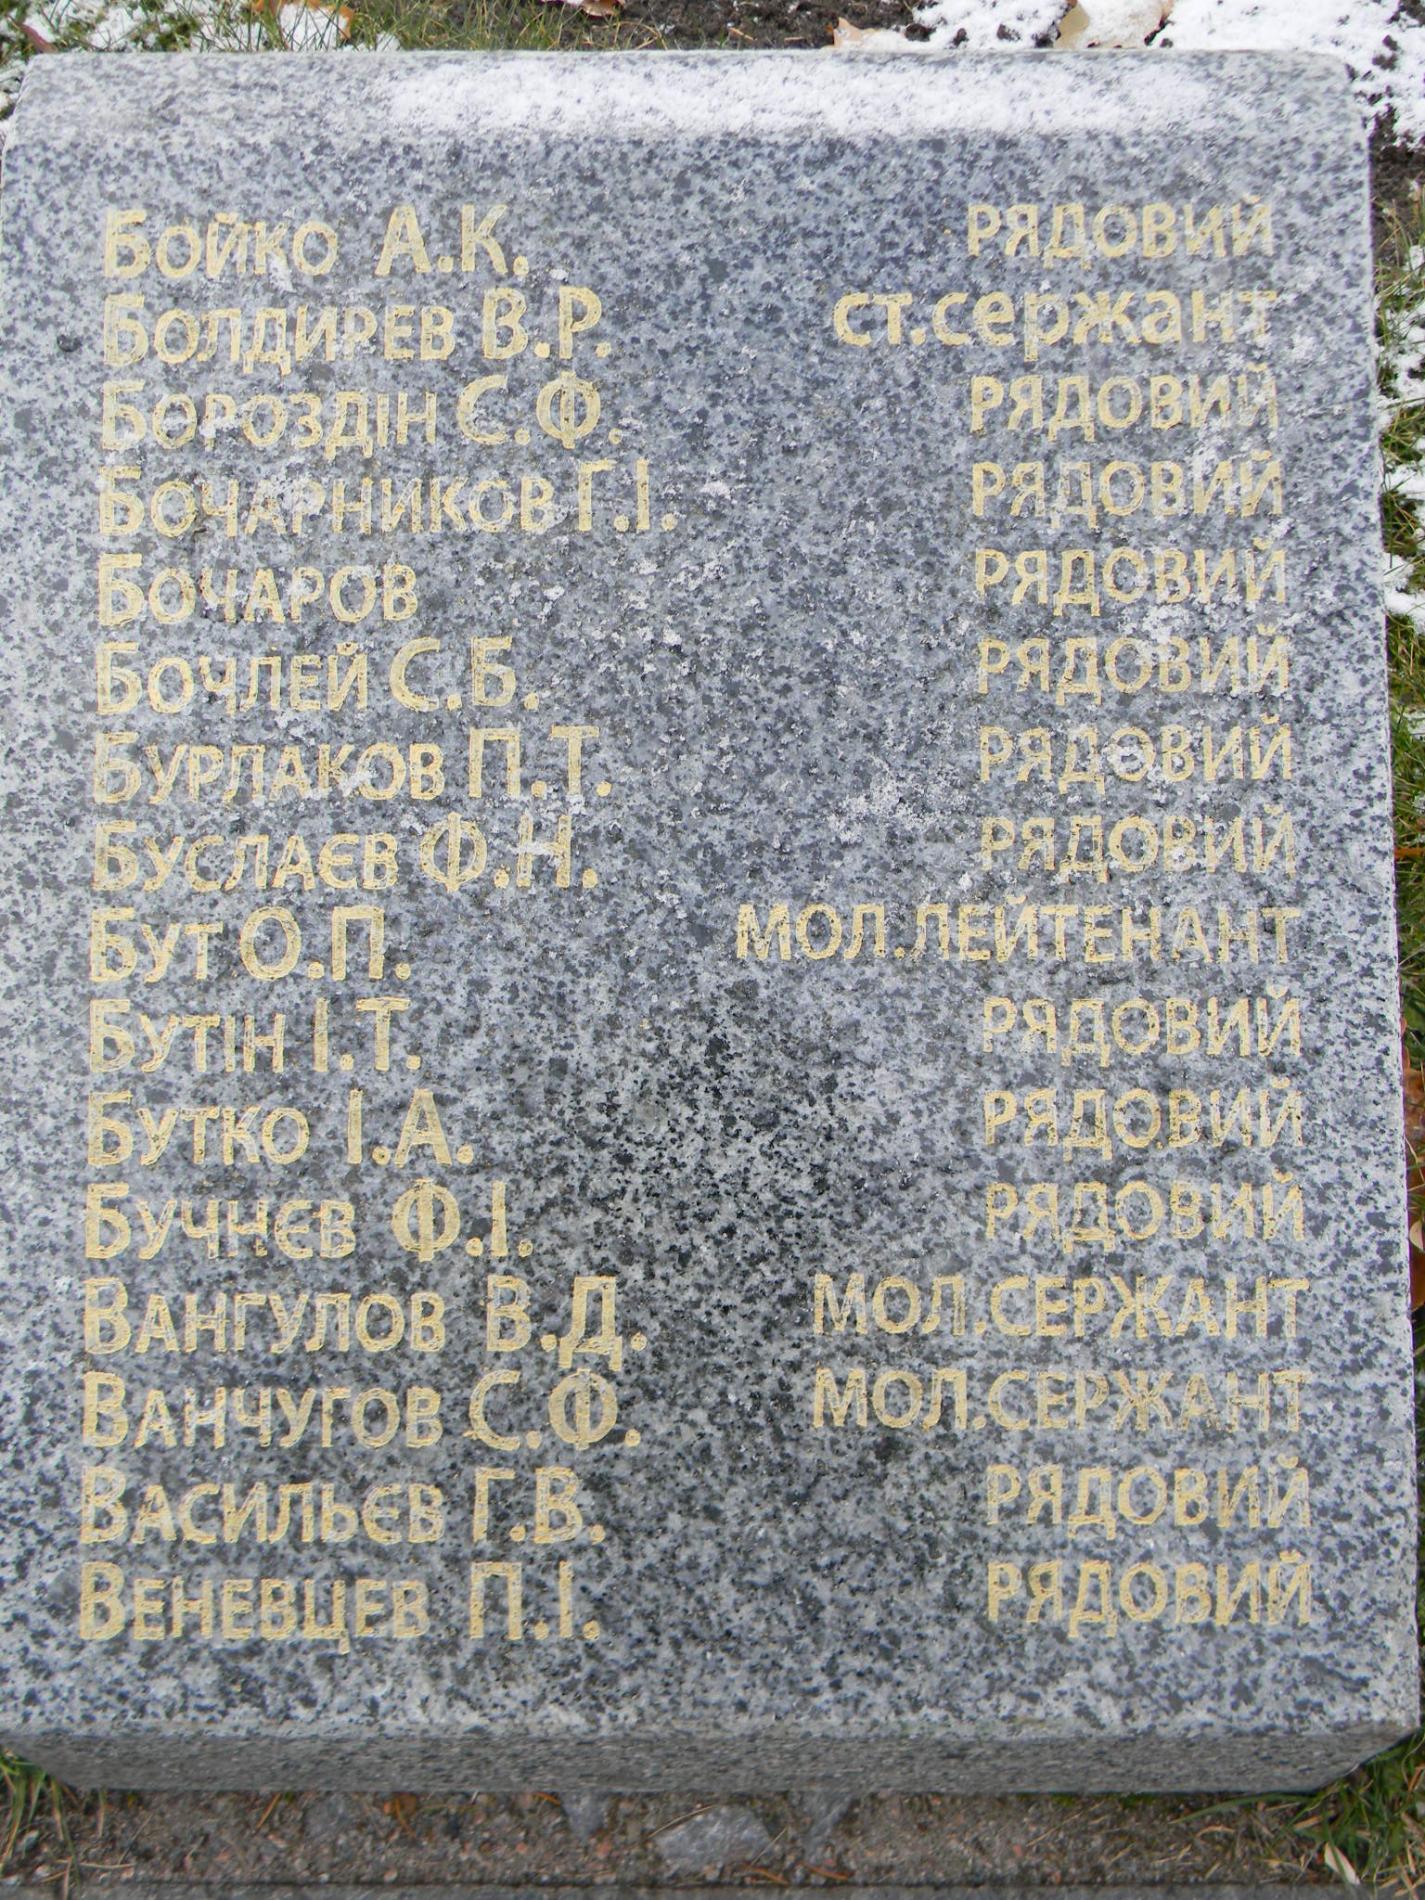 Бойко А.К. рядовий
Болдирев В.Р. ст.сержант
Бороздін С.Ф. рядовий
Бочарников Г.І. рядовий
Бочаров рядовий
Бочлей С.Б. рядовий
Бурлаков П.Т. рядовий
Буслаєв Ф.Н. рядовий
Бут О.П. мол.лейтенант
Бутін І.Т. рядовий
Бутко І.А. рядовий
Бучнєв Ф.І. рядовий
Вангулов В.Д. мол.сержант
Ванчугов С.Ф. мол.сержант
Васильєв Г.В. рядовий
Веневцев П.І. рядовий